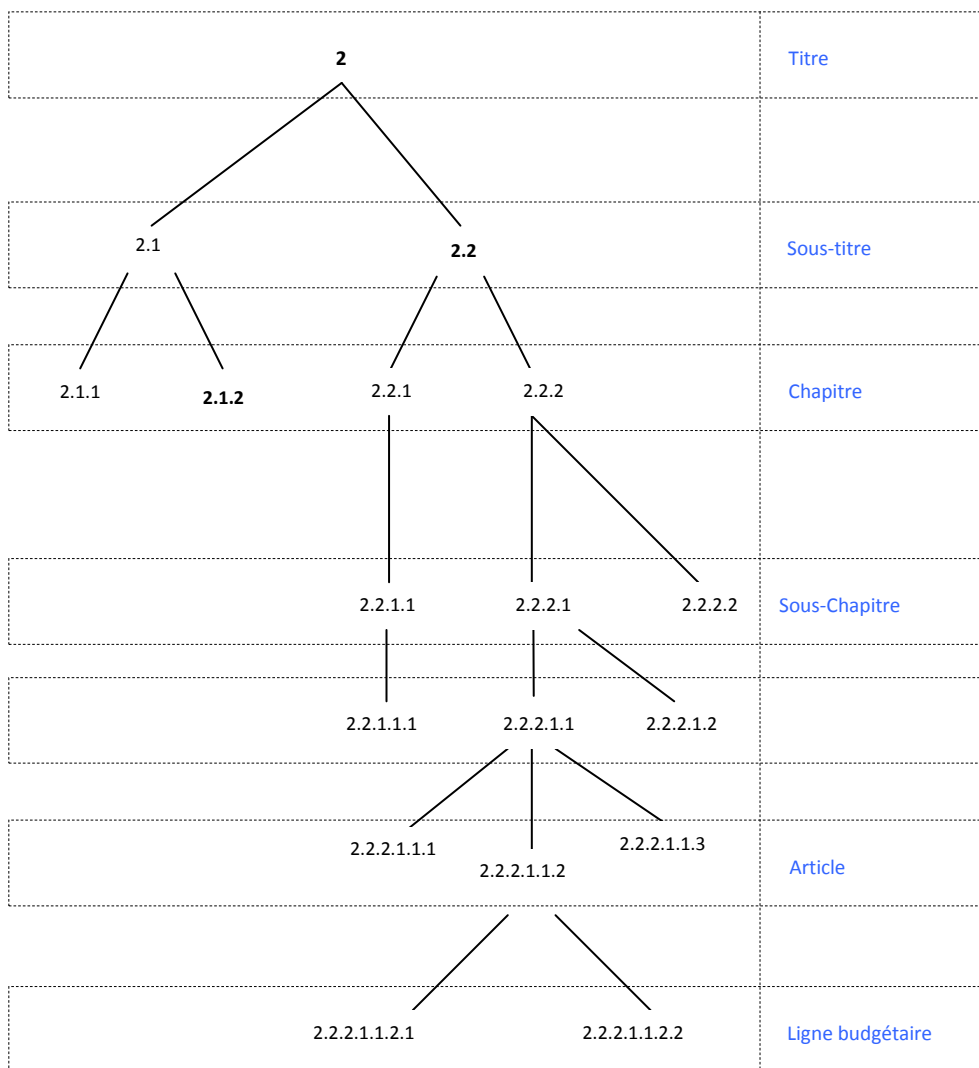 2 Titre
2.1 2.2 Sous-titre
2.1.1 2.1.2 2.2.1 2.2.2 Chapitre
2.2.1.1 2.2.2.1 2.2.2.2 Sous-Chapitre
2.2.1.1.1 2.2.2.1.1 2.2.2.1.2
2.2.2.1.1.1 2.2.2.1.1.2 2.2.2.1.1.3 Article
2.2.2.1.1.2.1 2.2.2.1.1.2.2 Ligne budgétaire